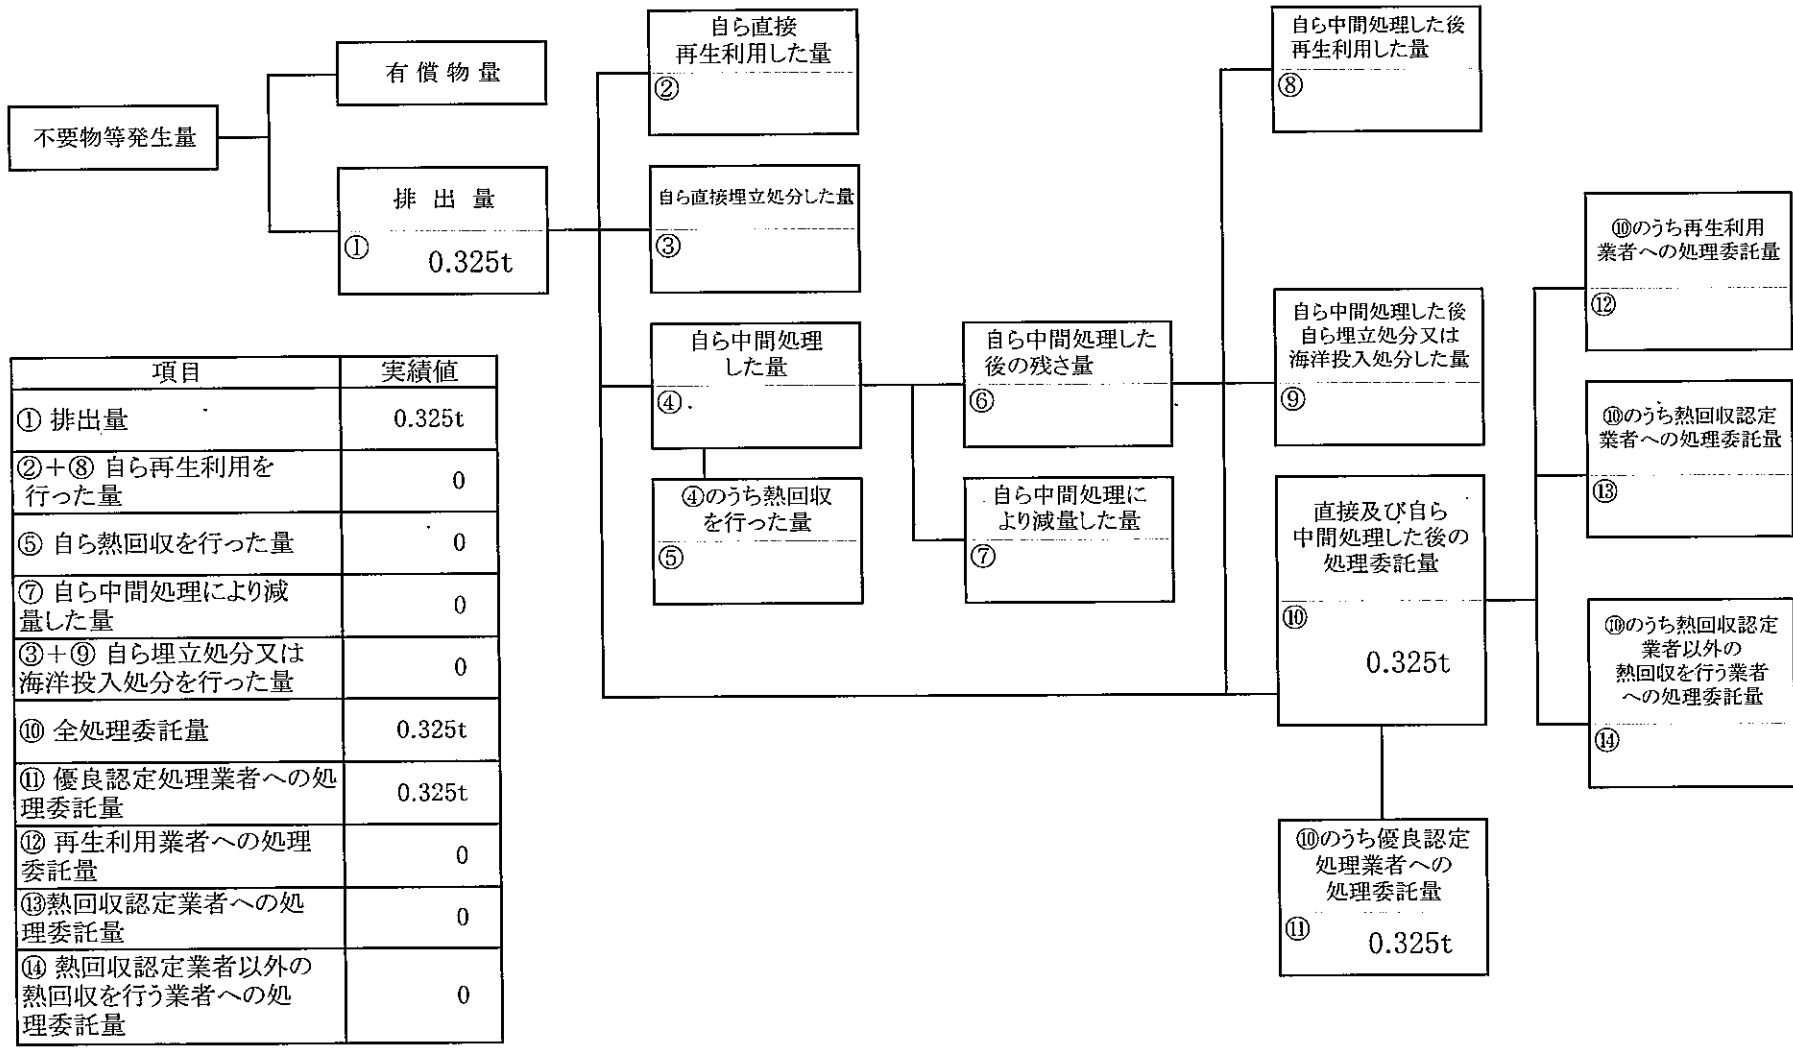 不要物等発生量
有償物量
排出量
①
0.325t
自ら直接
再生利用した量
②
自ら直接埋立処分した量
③
自ら中間処理
した量
④
④のうち熱回収
を行った量
⑤
自ら中間処理した
後の残さ量
⑥
自ら中間処理に
より減量した量
⑦
自ら中間処理した後
再生利用した量
⑧
自ら中間処理した後
自ら埋立処分又は
海洋投入処分した量
⑨
直接及び自ら
中間処理した後の
処理委託量
⑩
0.325t
⑩のうち優良認定
処理業者への
処理委託量
⑪
0.325t
⑩のうち再生利用
業者への処理委託量
⑫
⑩のうち熱回収認定
業者への処理委託量
⑬
⑩のうち熱回収認定
業者以外の
熱回収を行う業者
への処理委託量
⑭
項目 実績値
① 排出量 0.325t
②+⑧ 自ら再生利用を
行った量 0
⑤ 自ら熱回収を行った量 0
⑦ 自ら中間処理により減
量した量 0
③+⑨ 自ら埋立処分又は
海洋投入処分を行った量 0
⑩ 全処理委託量 0.325t
⑪ 優良認定処理業者への処
理委託量 0.325t
⑫ 再生利用業者への処理
委託量 0
⑬熱回収認定業者への処
理委託量 0
⑭ 熱回収認定業者以外の
熱回収を行う業者への処
理委託量 0